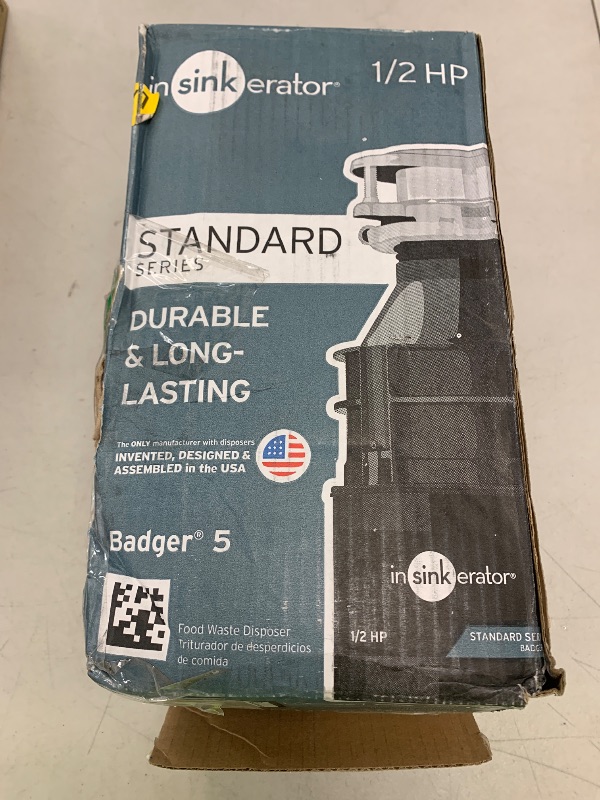 insinkerator®
1/2 HP
STANDARD
SERIES
DURABLE
& LONG-
LASTING
The ONLY manufacturer with disposers
INVENTED, DESIGNED &
ASSEMBLED in the USA
Badger® 5
insinkerator®
Food Waste Disposer
Triturador de desperdicios
de comida
1/2 HP
STANDARD SER
BADG